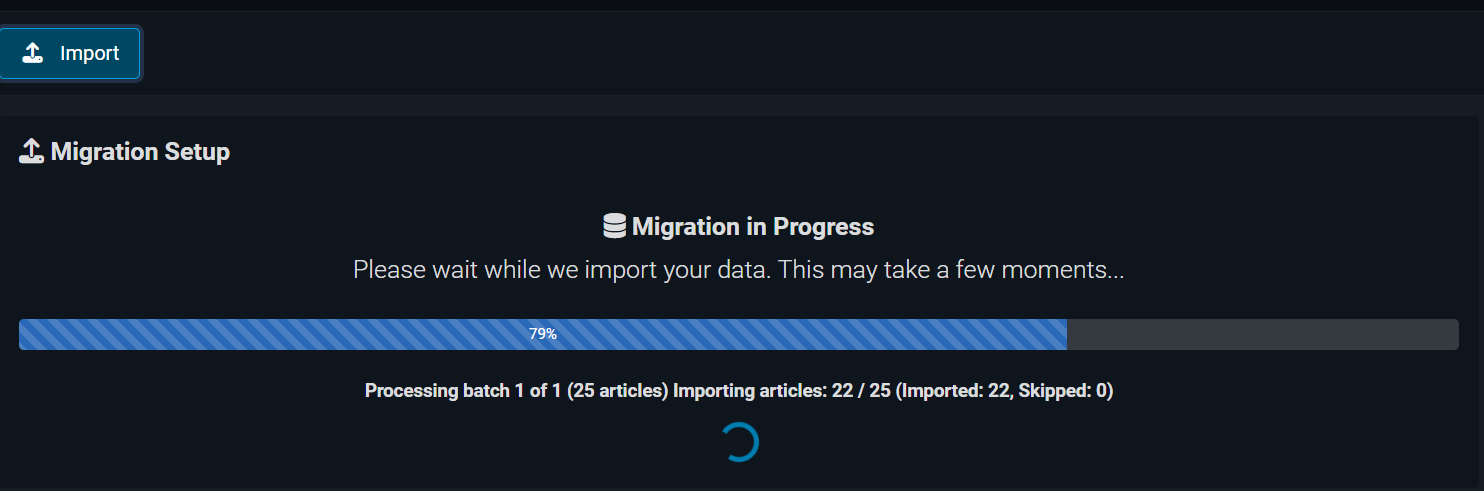 Import
Migration Setup
Migration in Progress
Please wait while we import your data. This may take a few moments...
79%
Processing batch 1 of 1 (25 articles) Importing articles: 22 / 25 (Imported: 22, Skipped: 0)